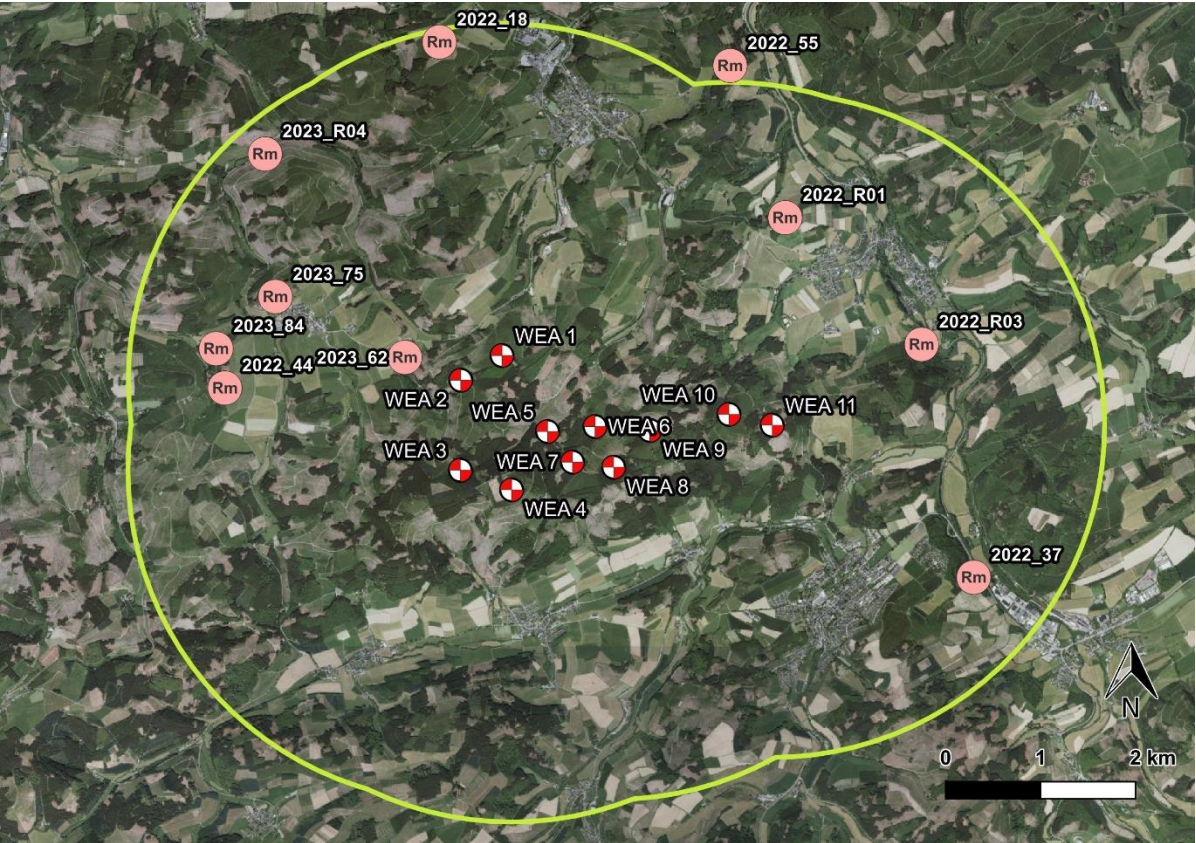 2022_18
Rm
2022_55
Rm
2023_R04
Rm
2022_R01
Rm
2023_75
Rm
2023_84
Rm
2022_R03
Rm
WEA 1
2023_62
Rm
2022_44
Rm
WEA 2
WEA 10
WEA 11
WEA 5
WEA 6
WEA 9
WEA 3
WEA 7
WEA 8
WEA 4
2022_37
Rm
N
0 1 2 km